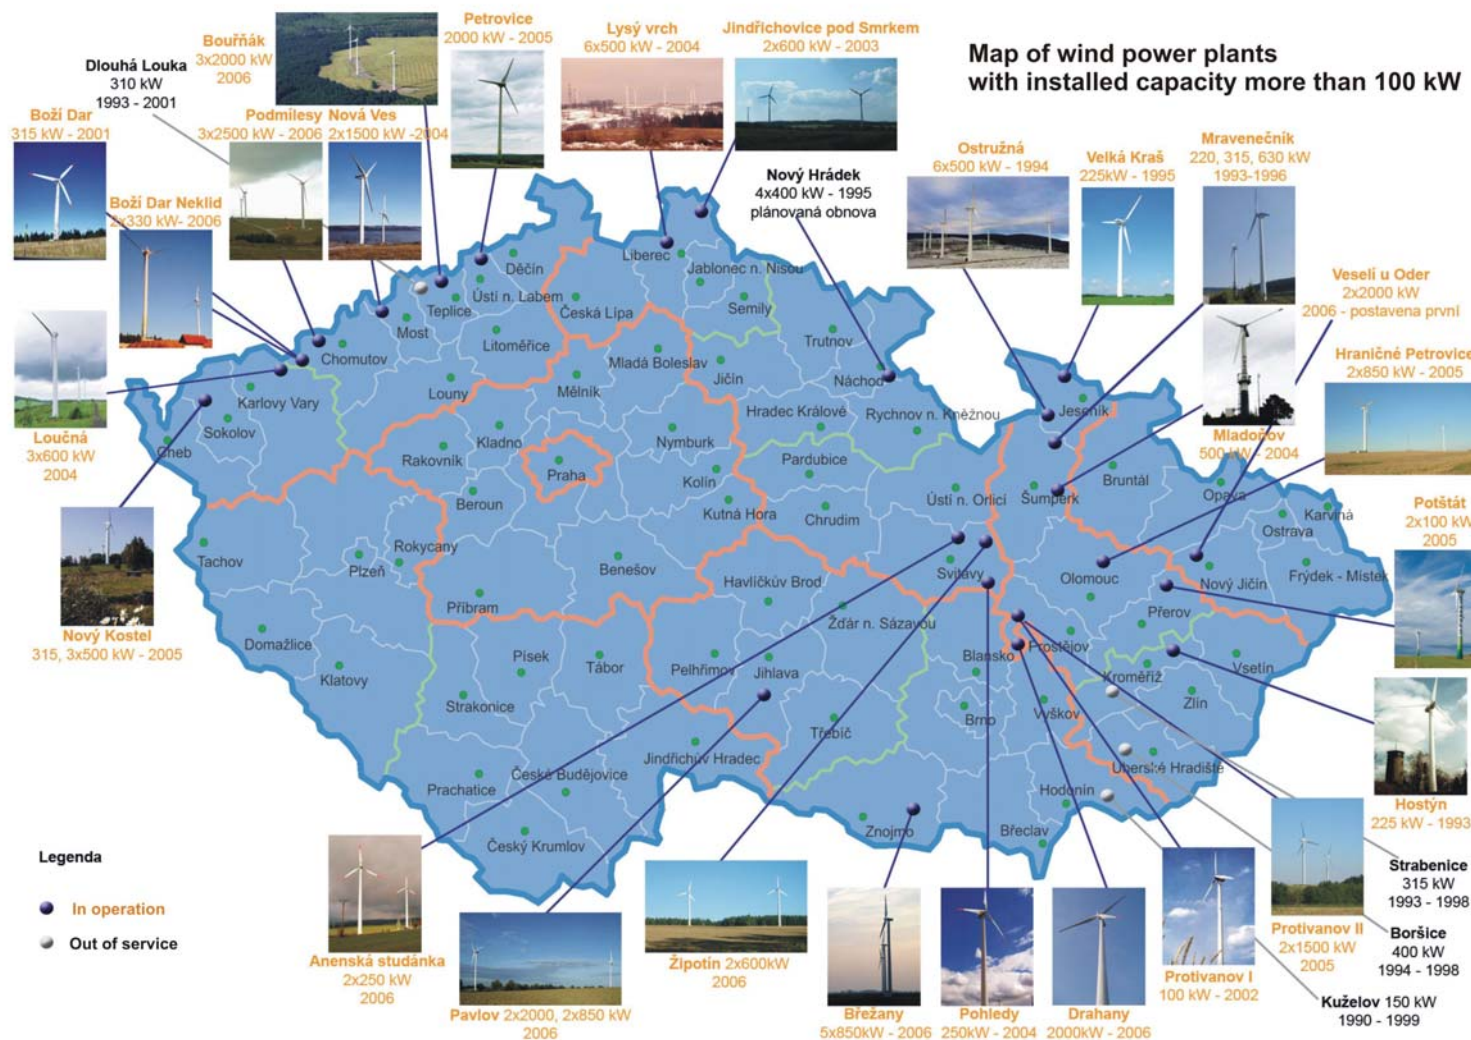 Map of wind power plants
with installed capacity more than 100 kW
Bouřňák
3x2000 kW
2006
Petrovice
2000 kW - 2005
Lysý vrch
6x500 kW - 2004
Jindřichovice pod Smrkem
2x600 kW - 2003
Dlouhá Louka
310 kW
1993 - 2001
Boží Dar
315 kW - 2001
Podmílesy
3x2500 kW - 2006
Nová Ves
2x1500 kW -2004
Boží Dar Neklid
2x330 kW- 2006
Nový Hrádek
4x400 kW - 1995
plánovaná obnova
Ostružná
6x500 kW - 1994
Velká Kraš
225kW - 1995
Mravenečník
220, 315, 630 kW
1993-1996
Veselí u Oder
2x2000 kW
2006 - postavena první
Hraničné Petrovice
2x850 kW - 2005
Mladoňov
500 kW - 2004
Loučná
3x600 kW
2004
Potštát
2x100 kW
2005
Nový Kostel
315, 3x500 kW - 2005
Děčín
Ústí n. Labem
Teplice
Most
Litoměřice
Chomutov
Louny
Karlovy Vary
Sokolov
Cheb
Česká Lípa
Liberec
Jablonec n. Nisou
Semily
Trutnov
Náchod
Jičín
Hradec Králové
Rychnov n. Kněžnou
Mladá Boleslav
Mělník
Nymburk
Kladno
Rakovník
Praha
Beroun
Kolín
Kutná Hora
Benešov
Příbram
Pardubice
Chrudim
Ústí n. Orlicí
Svitavy
Jeseník
Šumperk
Bruntál
Opava
Ostrava
Karviná
Frýdek - Místek
Nový Jičín
Olomouc
Přerov
Prostějov
Tachov
Plzeň
Rokycany
Domažlice
Klatovy
Písek
Tábor
Strakonice
Prachatice
České Budějovice
Český Krumlov
Jindřichův Hradec
Havlíčkův Brod
Žďár n. Sázavou
Pelhřimov
Jihlava
Třebíč
Blansko
Brno
Vyškov
Znojmo
Břeclav
Hodonín
Kroměříž
Zlín
Vsetín
Uherské Hradiště
Hostýn
225 kW - 1993
Legenda
In operation
Out of service
Anenská studánka
2x250 kW
2006
Pavlov 2x2000, 2x850 kW
2006
Žipotín 2x600kW
2006
Břežany
5x850kW - 2006
Pohledy
250kW - 2004
Drahany
2000kW - 2006
Protivanov I
100 kW - 2002
Protivanov II
2x1500 kW
2005
Strabenice
315 kW
1993 - 1998
Boršice
400 kW
1994 - 1998
Kuželov 150 kW
1990 - 1999